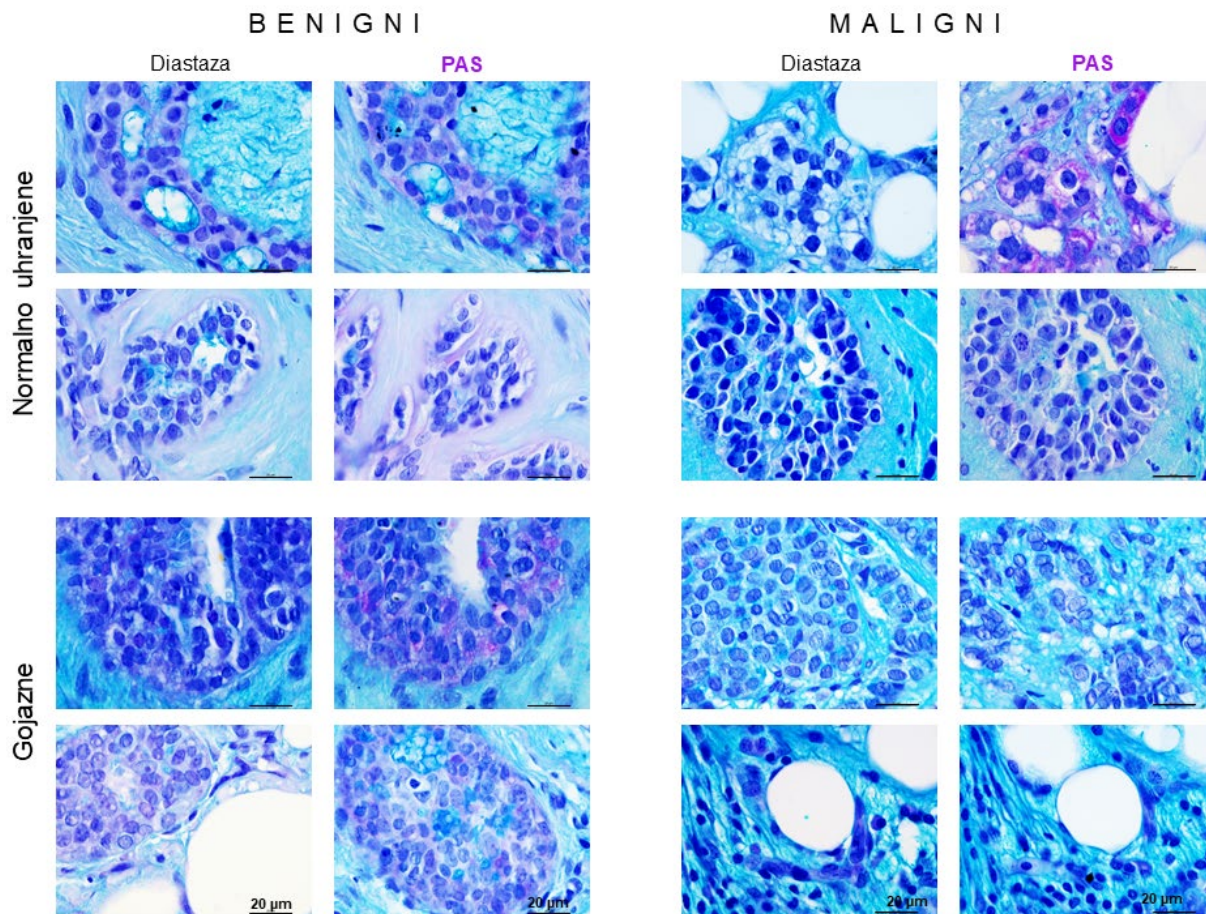 BENIGNI
MALIGNI
Diastaza
PAS
Diastaza
PAS
Normalno uhranjene
Gojazne
20 µm
20 µm
20 µm
20 µm